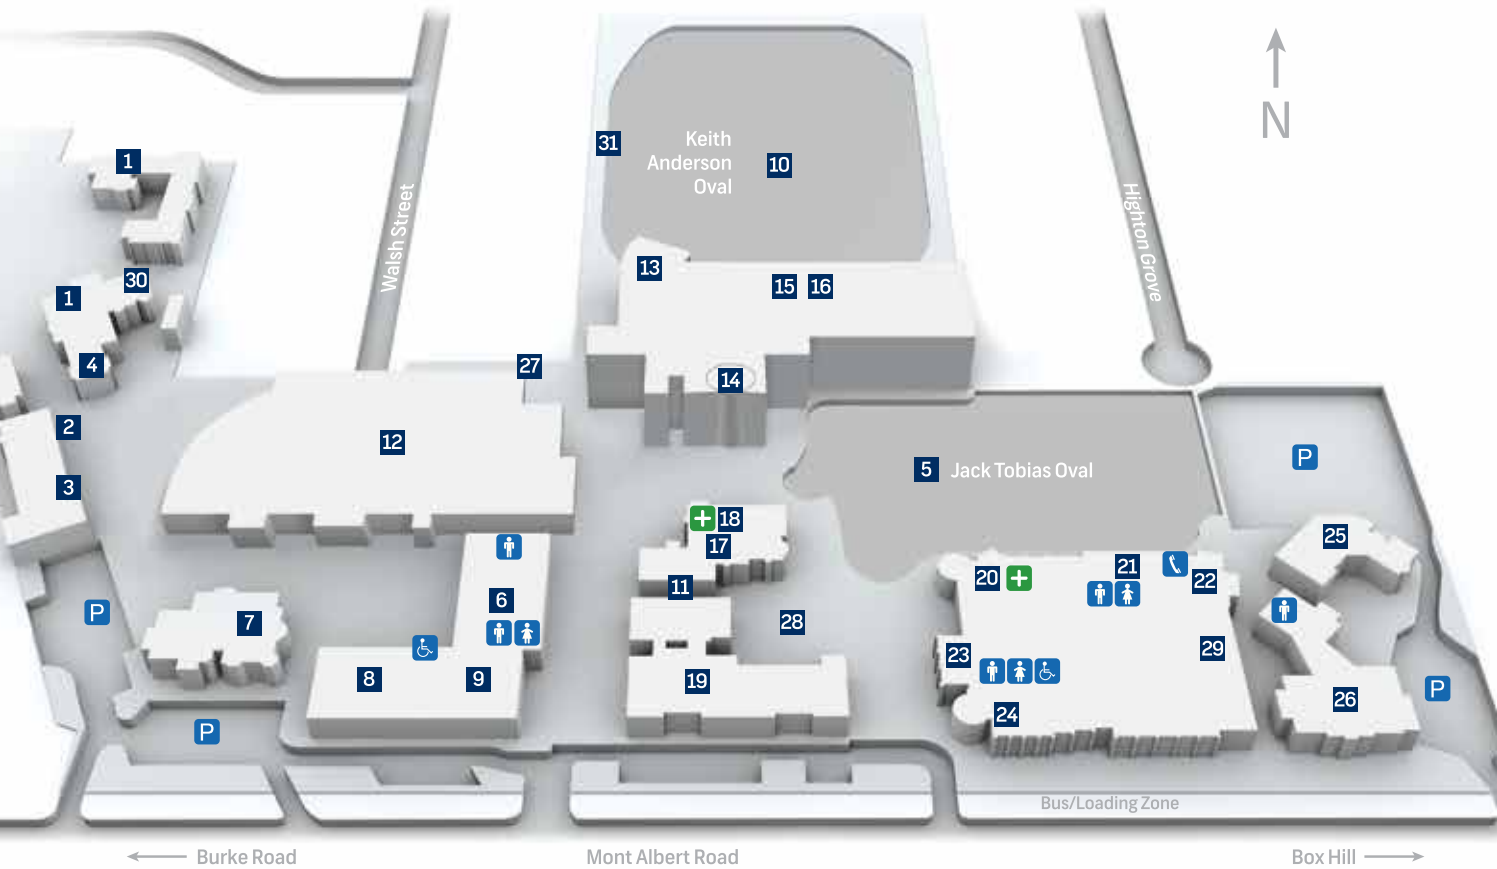 N
31
Keith
Anderson
Oval
10
1
Walsh Street
Highton Grove
30
1
4
13
15
16
27
14
2
12
3
5
Jack Tobias Oval
P
18
17
11
25
20
21
22
P
7
6
28
23
29
8
9
19
24
26
P
P
Bus/Loading Zone
Burke Road
Mont Albert Road
Box Hill